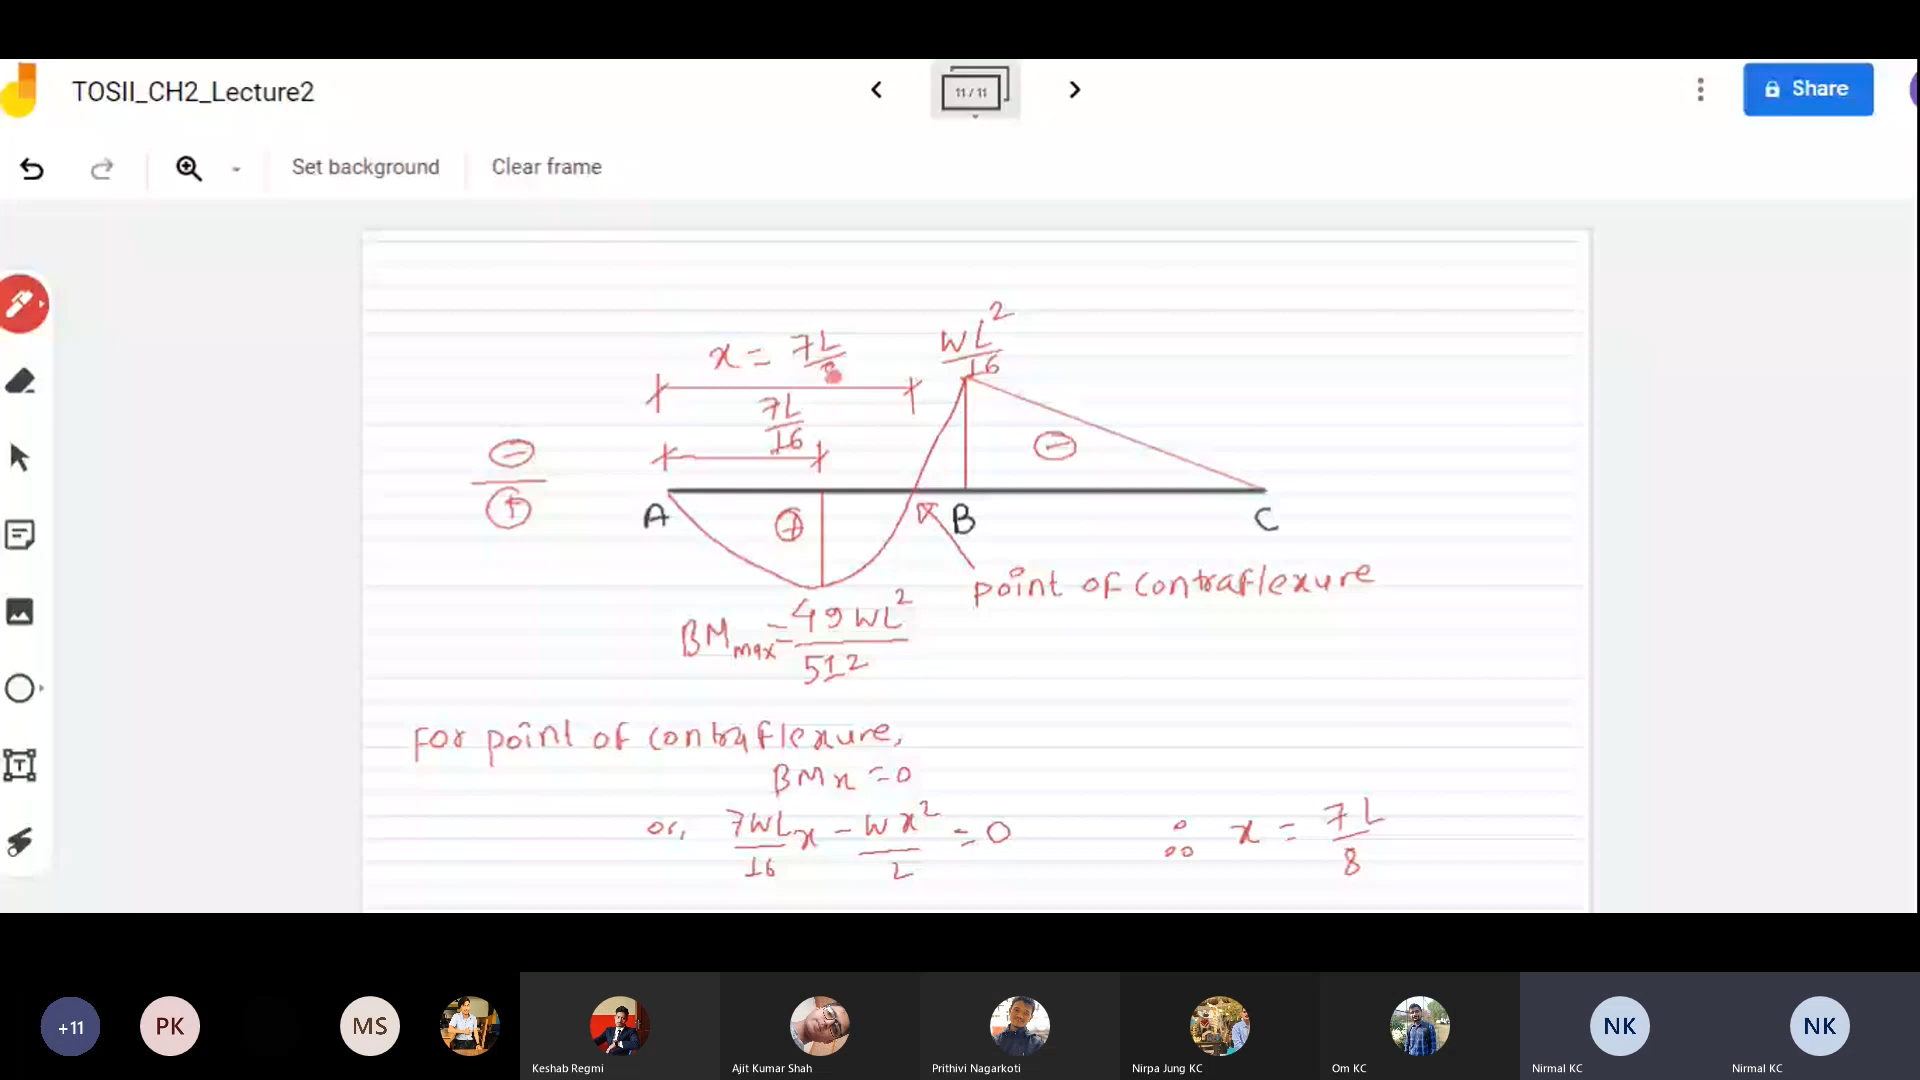 TOSII_CH2_Lecture2
11 / 11
Share
Set background
Clear frame
x = 7L/8
WL²/16
7L/16
⊖
⊖
⊕
⊕
A
B
C
point of contraflexure
BMmax = 49WL²/512
For point of contraflexure,
BMx = 0
or, 7WL/16 x - Wx²/2 = 0 ∴ x = 7L/8
+11
PK
MS
NK
NK
Keshab Regmi
Ajit Kumar Shah
Prithivi Nagarkoti
Nirpa Jung KC
Om KC
Nirmal KC
Nirmal KC